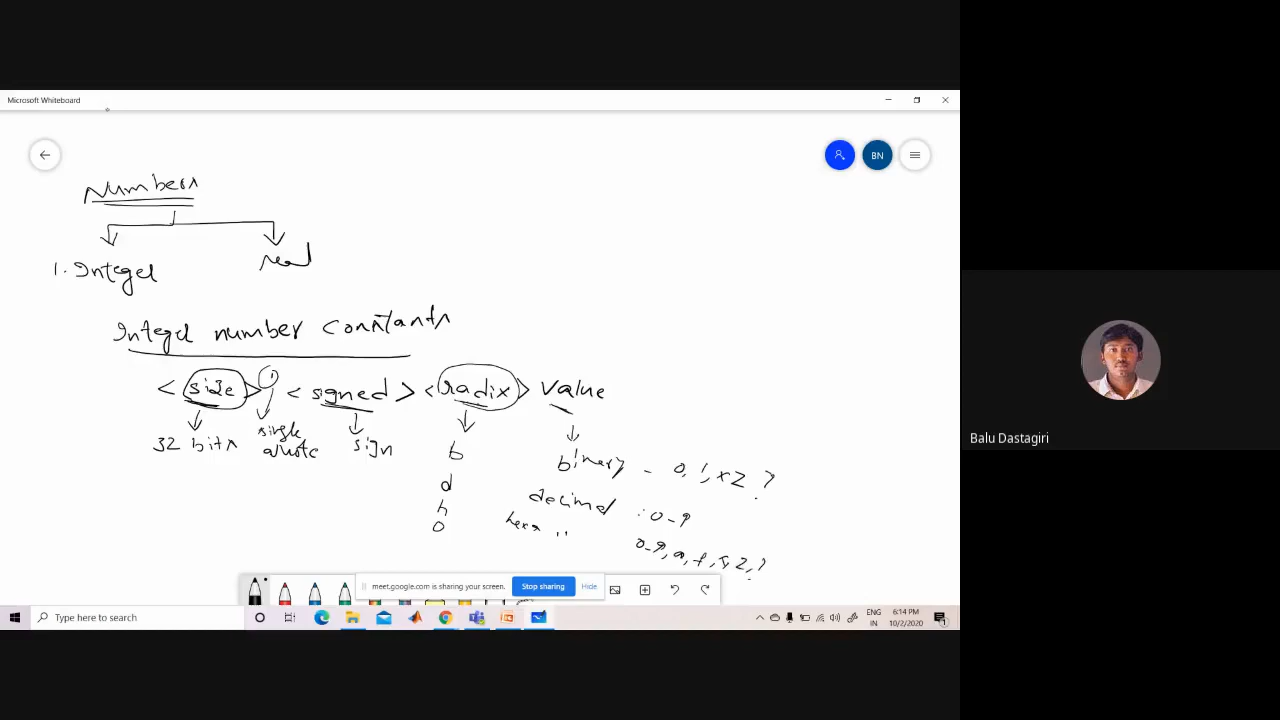 Microsoft Whiteboard
BN
Numbers
1. Integer
real
Integer number constants
<size> ' <signed> <radix> value
32 bits
single
quote
sign
b
d
h
o
binary - 0, 1, x z ?
decimal : 0-9
hexa "
0-9, a, f, x, z, ?
meet.google.com is sharing your screen.
Stop sharing
Hide
Type here to search
ENG
IN
6:14 PM
10/2/2020
Balu Dastagiri